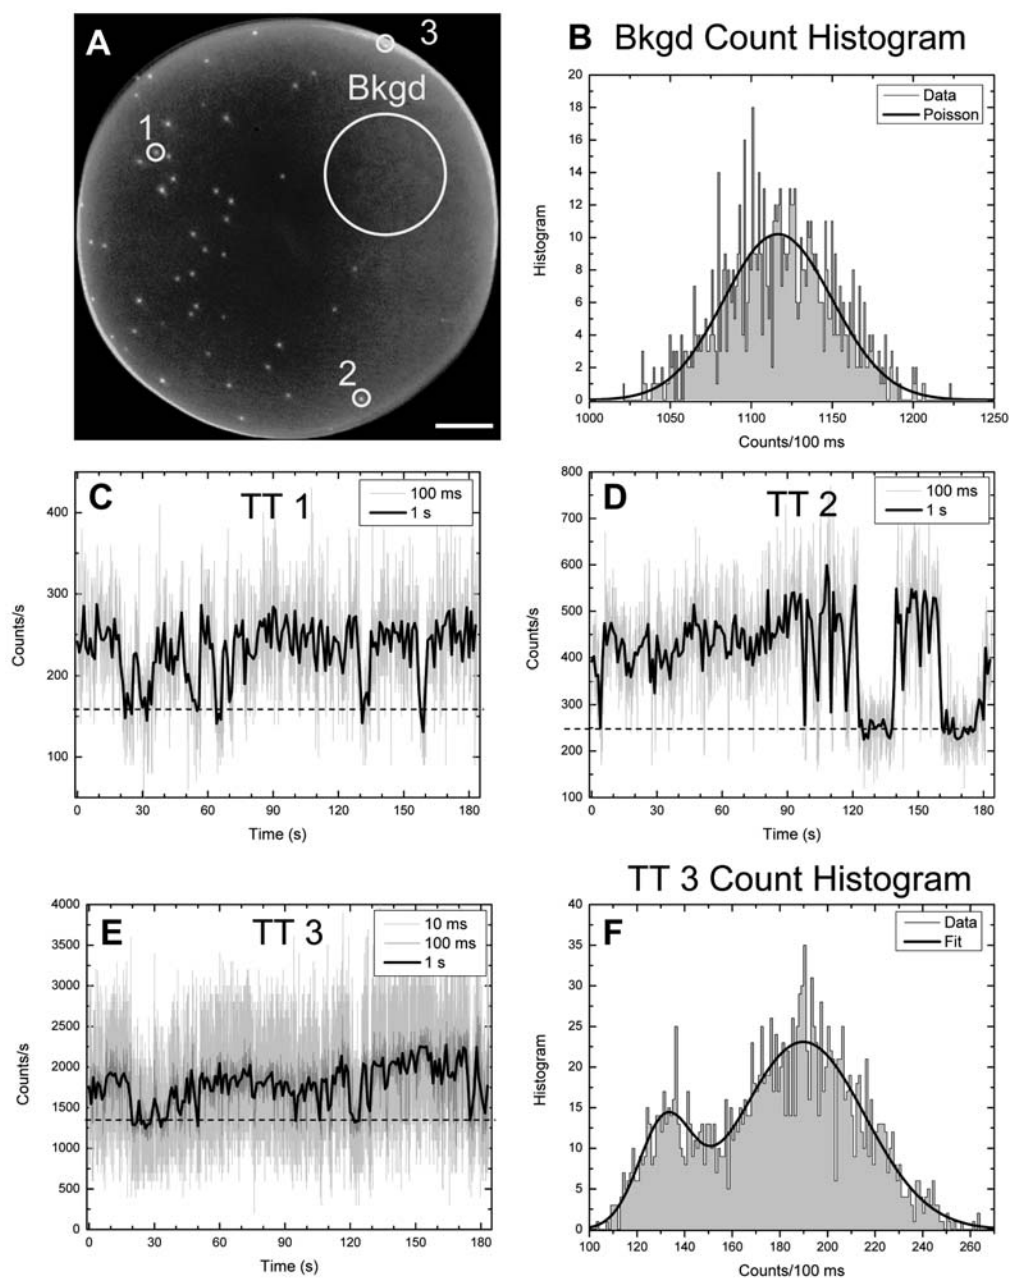 A
3
Bkgd
1
2
B Bkgd Count Histogram
Data
Poisson
Histogram
20
18
16
14
12
10
8
6
4
2
0
1000 1050 1100 1150 1200 1250
Counts/100 ms
C TT 1
100 ms
1 s
Counts/s
400
300
200
100
0 30 60 90 120 150 180
Time (s)
D TT 2
100 ms
1 s
Counts/s
800
700
600
500
400
300
200
100
0 30 60 90 120 150 180
Time (s)
E TT 3
10 ms
100 ms
1 s
Counts/s
4000
3500
3000
2500
2000
1500
1000
500
0
0 30 60 90 120 150 180
Time (s)
TT 3 Count Histogram
F
Data
Fit
Histogram
40
35
30
25
20
15
10
5
0
100 120 140 160 180 200 220 240 260
Counts/100 ms